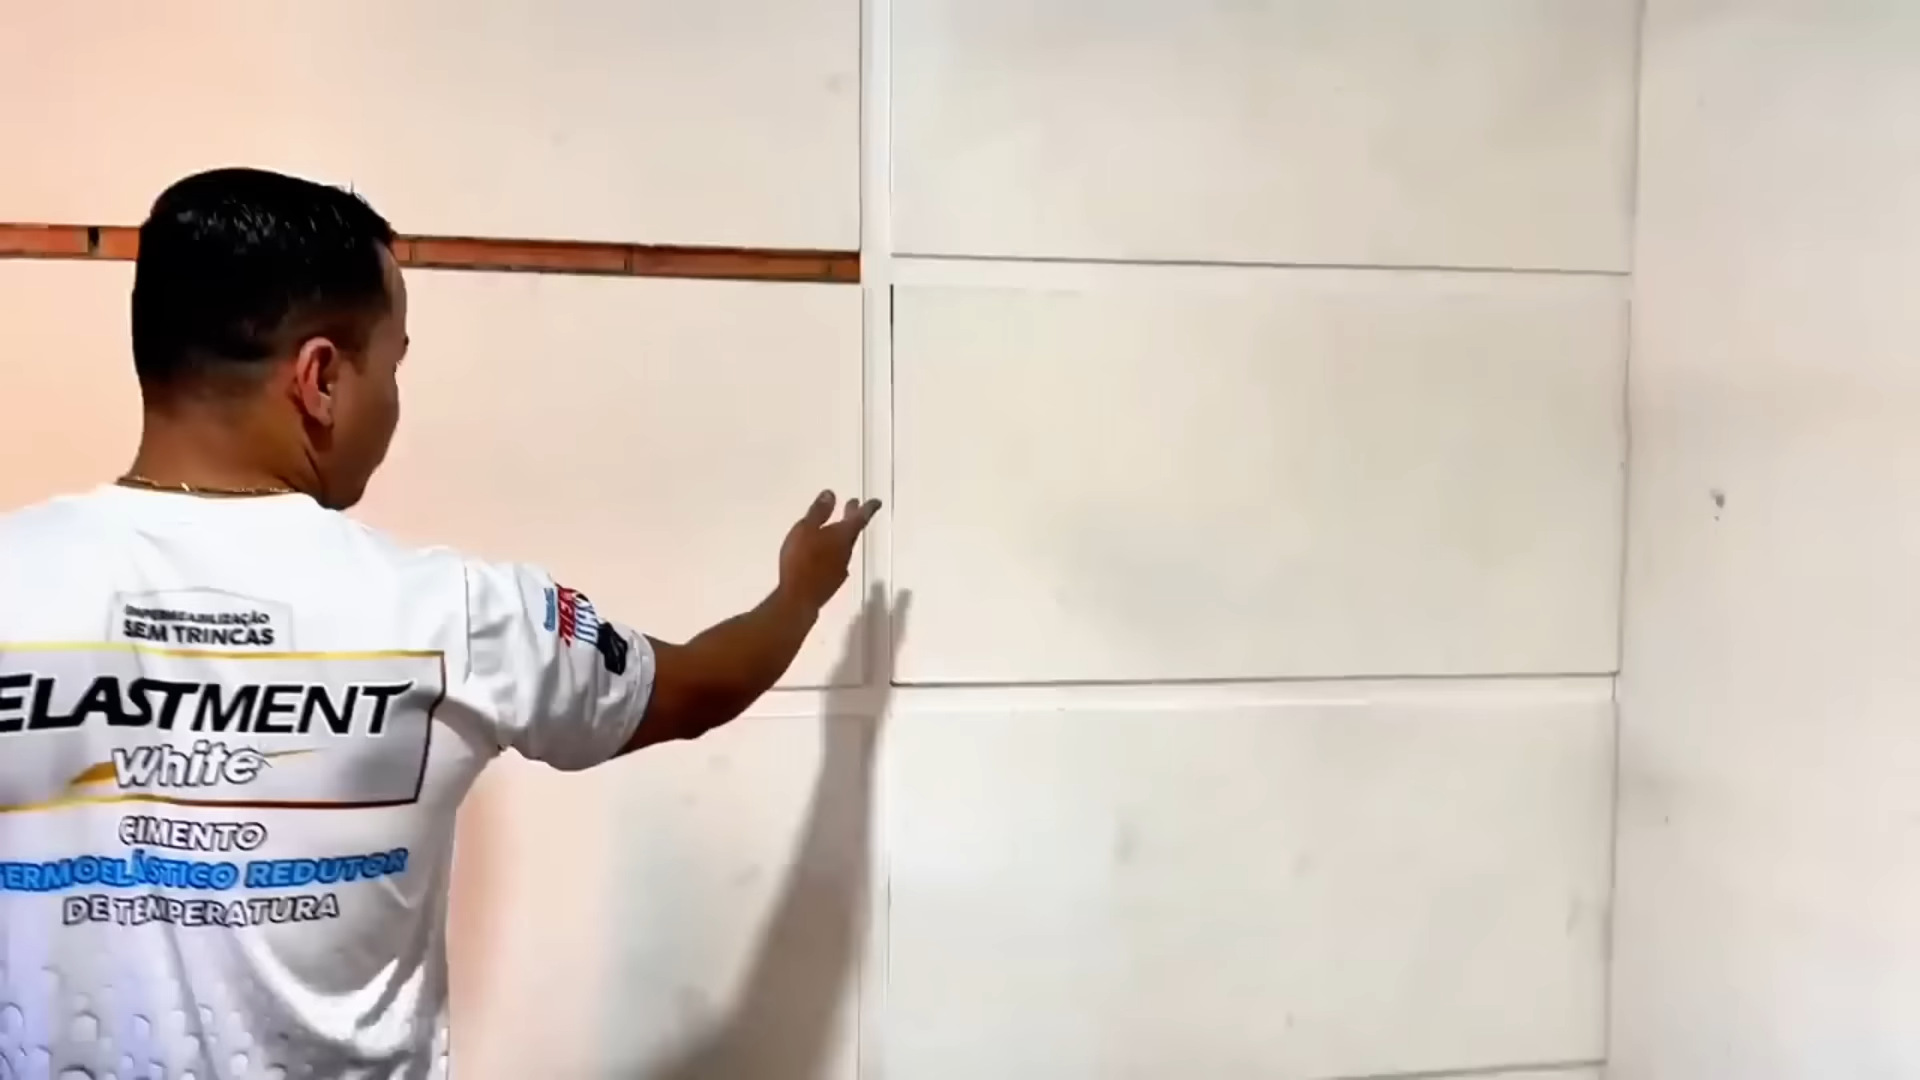 IMPERMEABILIZAÇÃO
SEM TRINCAS
ELASTMENT
White
CIMENTO
TERMOELÁSTICO REDUTOR
DE TEMPERATURA